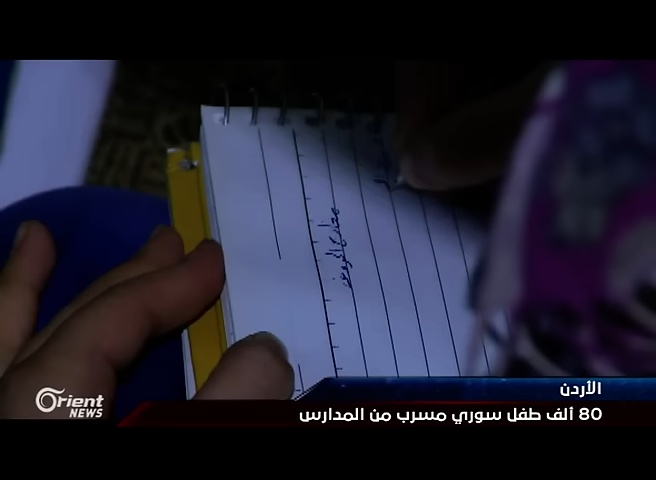 Orient
NEWS
الأردن
80 ألف طفل سوري مسرب من المدارس